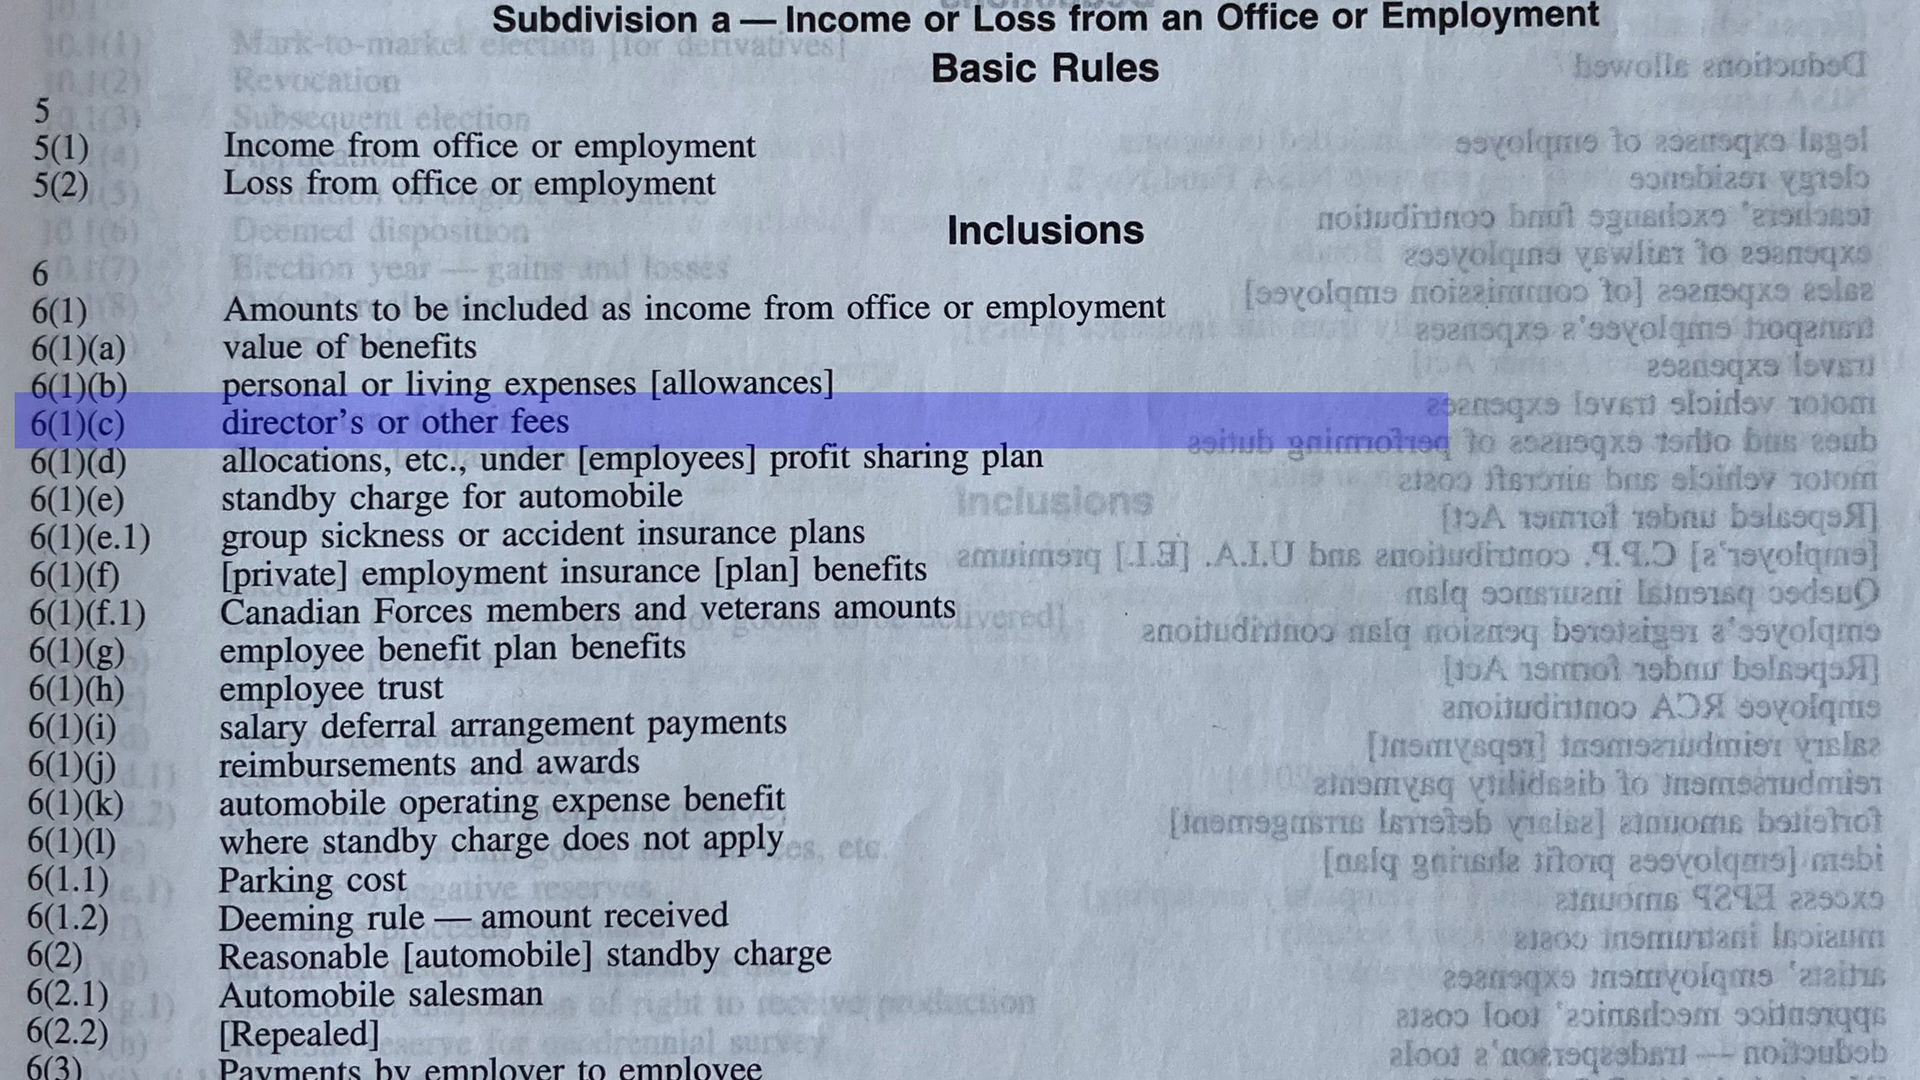 Subdivision a — Income or Loss from an Office or Employment
Basic Rules
5
5(1) Income from office or employment
5(2) Loss from office or employment
Inclusions
6
6(1) Amounts to be included as income from office or employment
6(1)(a) value of benefits
6(1)(b) personal or living expenses [allowances]
6(1)(c) director's or other fees
6(1)(d) allocations, etc., under [employees] profit sharing plan
6(1)(e) standby charge for automobile
6(1)(e.1) group sickness or accident insurance plans
6(1)(f) [private] employment insurance [plan] benefits
6(1)(f.1) Canadian Forces members and veterans amounts
6(1)(g) employee benefit plan benefits
6(1)(h) employee trust
6(1)(i) salary deferral arrangement payments
6(1)(j) reimbursements and awards
6(1)(k) automobile operating expense benefit
6(1)(l) where standby charge does not apply
6(1.1) Parking cost
6(1.2) Deeming rule — amount received
6(2) Reasonable [automobile] standby charge
6(2.1) Automobile salesman
6(2.2) [Repealed]
6(3) Payments by employer to employee